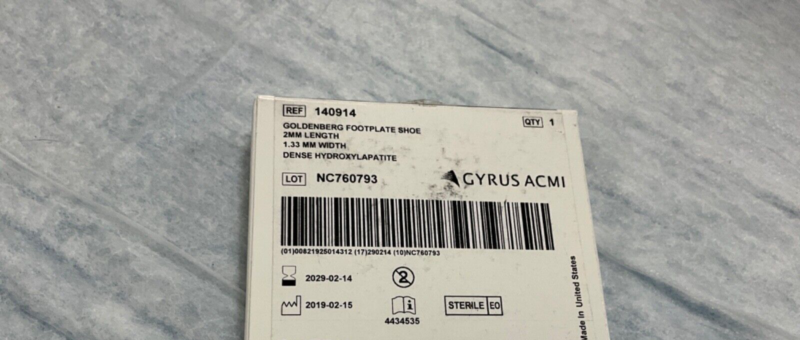 REF 140914
QTY 1
GOLDENBERG FOOTPLATE SHOE
2MM LENGTH
1.33 MM WIDTH
DENSE HYDROXYLAPATITE
LOT NC760793
GYRUS ACMI
(01)00821925014312 (17)290214 (10)NC760793
2029-02-14
2
2019-02-15
i
4434535
STERILE EO
Made In United States